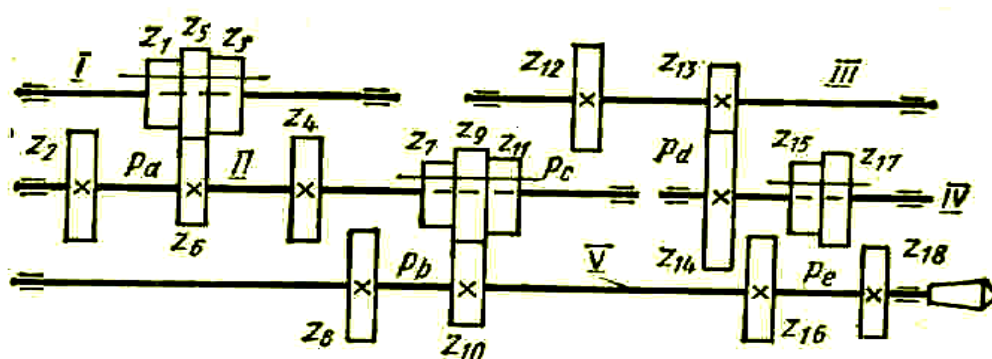 Z1 Z5 Z3
I
Z12 Z13 III
Z2 Pa II Z4
Z7 Z9 Z11 Pc
Pd Z15 Z17
IV
Z6
Pb V Z14 Pe Z18
Z8 Z10 Z16